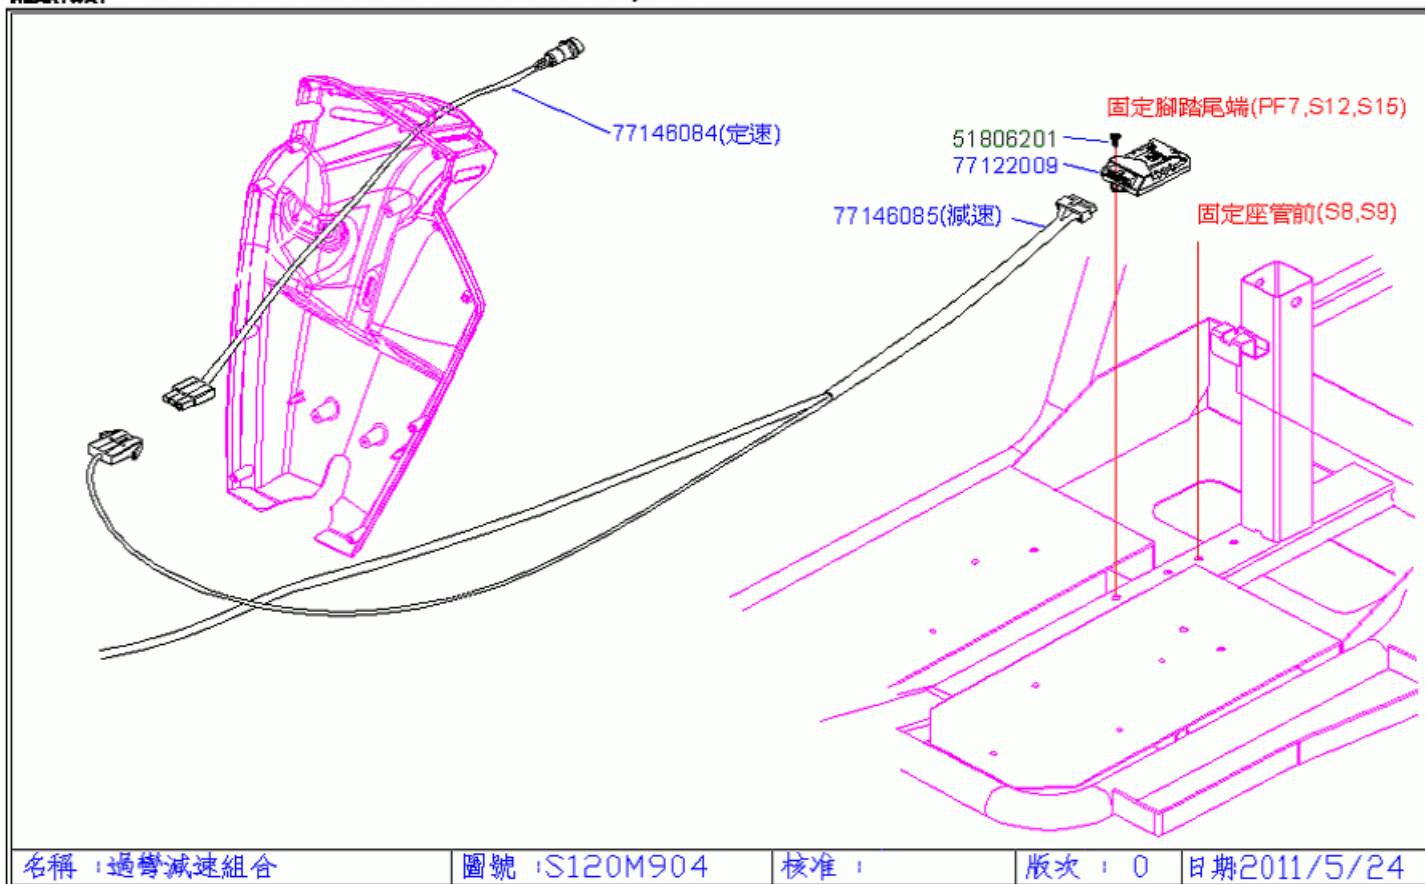 77146084(定速)
固定腳踏尾端(PF7,S12,S15)
51806201
77122009
77146085(減速)
固定座管前(S8,S9)
名稱：過彎減速組合
圖號：S120M904
核准：
版次：0
日期2011/5/24